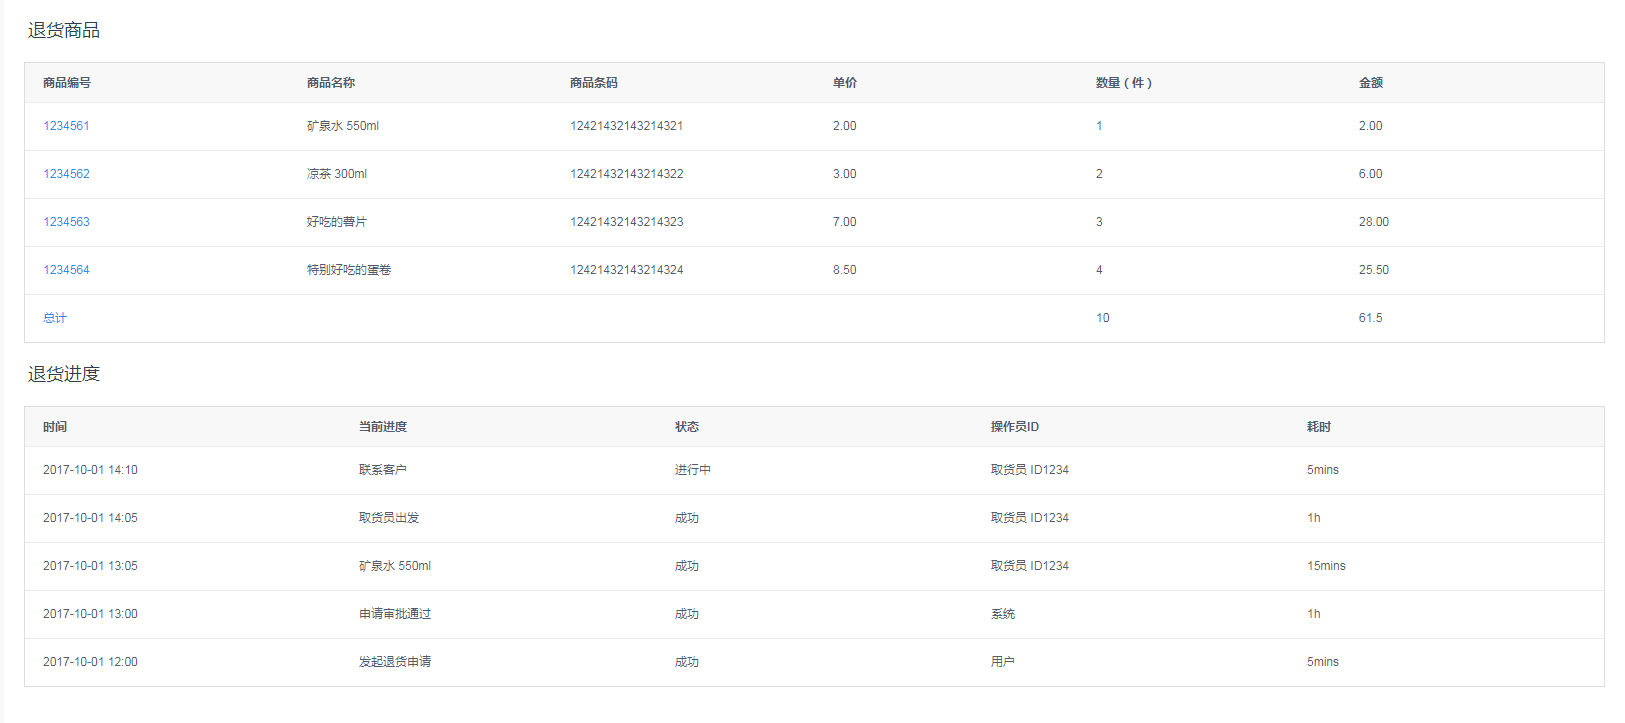 退货商品
商品编号 商品名称 商品条码 单价 数量（件） 金额
1234561 矿泉水 550ml 12421432143214321 2.00 1 2.00
1234562 凉茶 300ml 12421432143214322 3.00 2 6.00
1234563 好吃的薯片 12421432143214323 7.00 3 28.00
1234564 特别好吃的蛋卷 12421432143214324 8.50 4 25.50
总计 10 61.5
退货进度
时间 当前进度 状态 操作员ID 耗时
2017-10-01 14:10 联系客户 进行中 取货员 ID1234 5mins
2017-10-01 14:05 取货员出发 成功 取货员 ID1234 1h
2017-10-01 13:05 矿泉水 550ml 成功 取货员 ID1234 15mins
2017-10-01 13:00 申请审批通过 成功 系统 1h
2017-10-01 12:00 发起退货申请 成功 用户 5mins